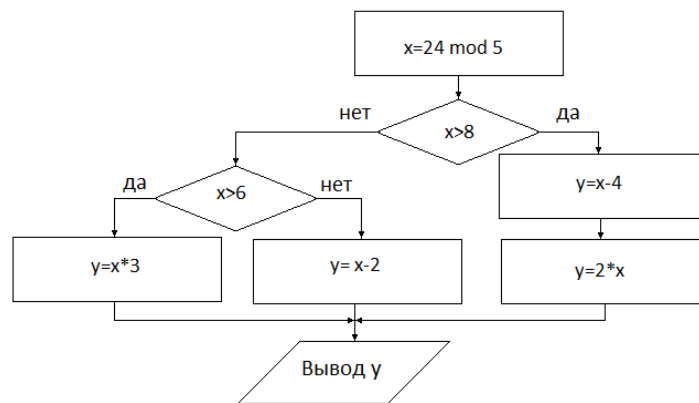 x=24 mod 5
нет
да
x>8
да
x>6
нет
y=x-4
y=x*3
y= x-2
y=2*x
Вывод y